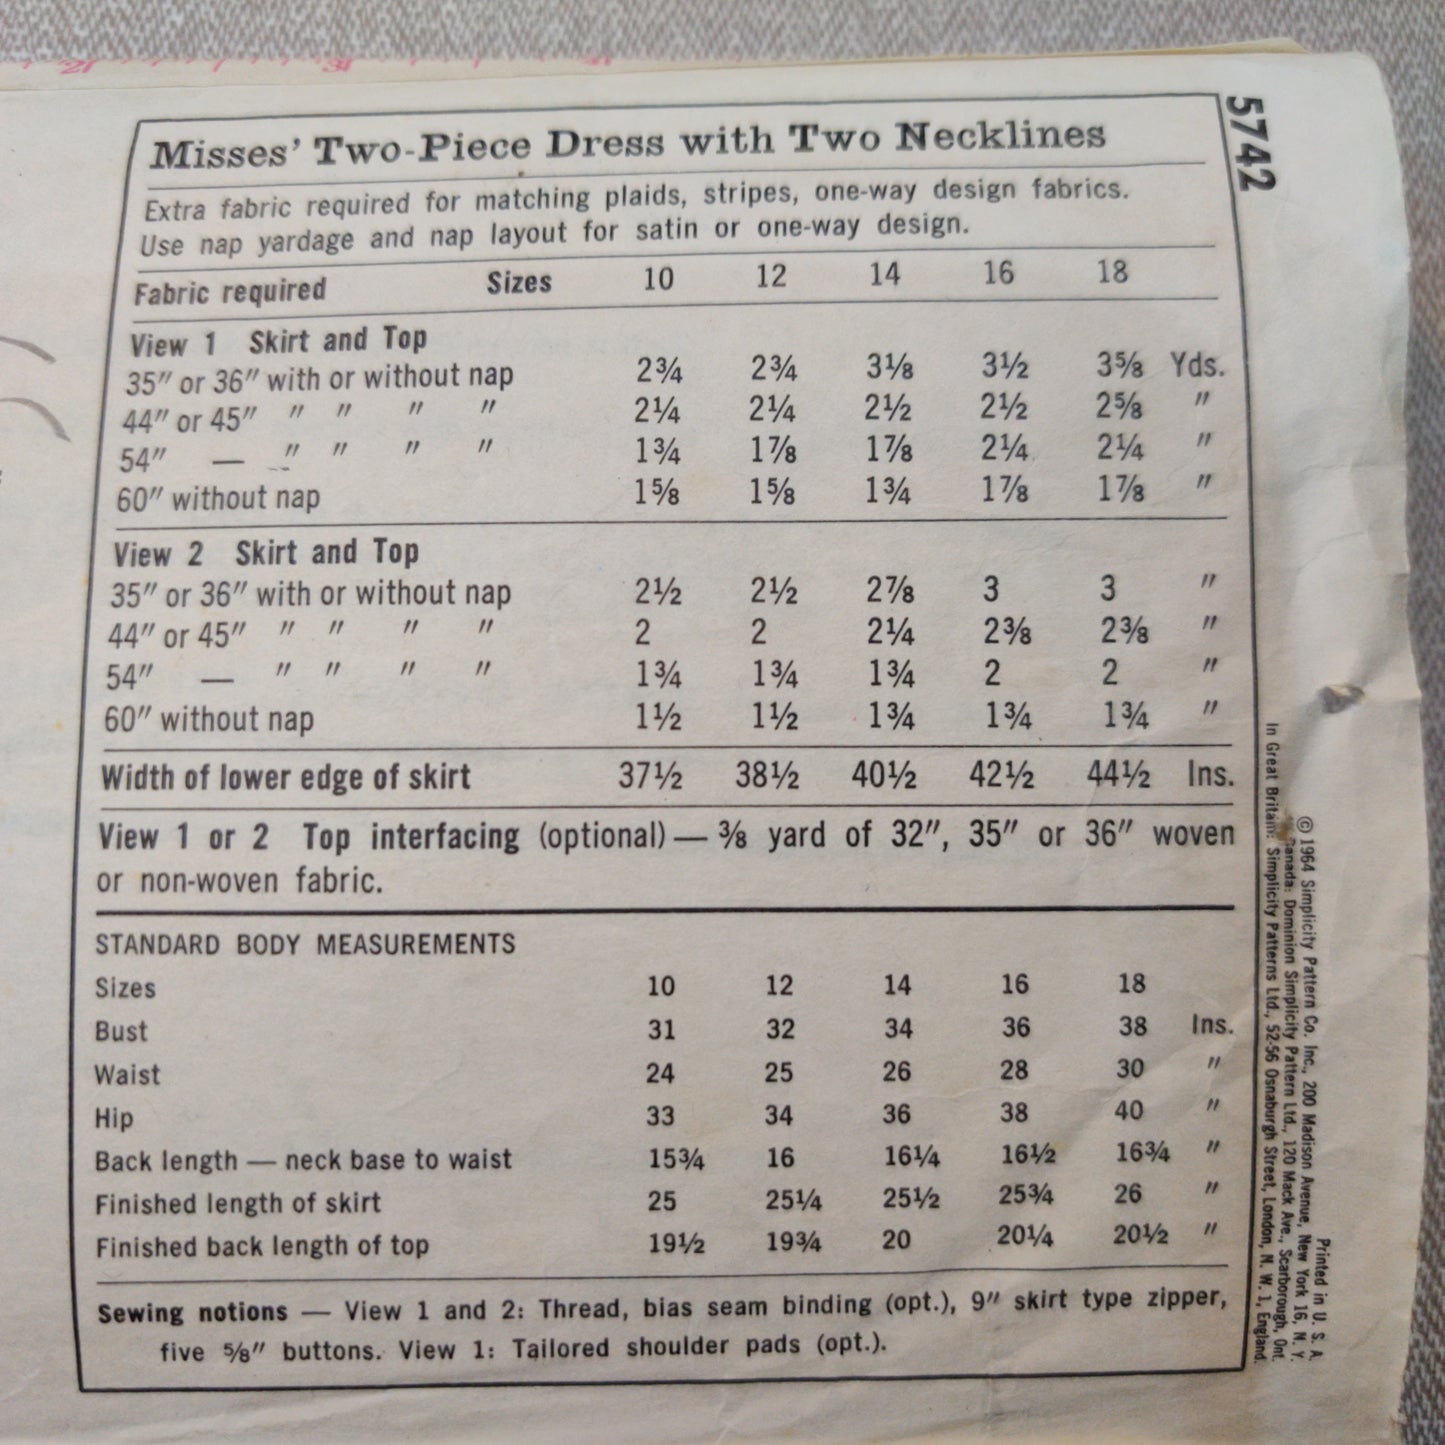 Misses' Two-Piece Dress with Two Necklines
Extra fabric required for matching plaids, stripes, one-way design fabrics.
Use nap yardage and nap layout for satin or one-way design.
Fabric required Sizes 10 12 14 16 18
View 1 Skirt and Top
35″ or 36″ with or without nap 2¾ 2¾ 3⅛ 3½ 3⅝ Yds.
44″ or 45″ ″ ″ ″ ″ 2¼ 2¼ 2½ 2½ 2⅝ ″
54″ — ″ ″ ″ ″ 1¾ 1⅞ 1⅞ 2¼ 2¼ ″
60″ without nap 1⅝ 1⅝ 1¾ 1⅞ 1⅞ ″
View 2 Skirt and Top
35″ or 36″ with or without nap 2½ 2½ 2⅞ 3 3 ″
44″ or 45″ ″ ″ ″ ″ 2 2 2¼ 2⅜ 2⅜ ″
54″ — ″ ″ ″ ″ 1¾ 1¾ 1¾ 2 2 ″
60″ without nap 1½ 1½ 1¾ 1¾ 1¾ ″
Width of lower edge of skirt 37½ 38½ 40½ 42½ 44½ Ins.
View 1 or 2 Top interfacing (optional) — ⅜ yard of 32″, 35″ or 36″ woven
or non-woven fabric.
STANDARD BODY MEASUREMENTS
Sizes 10 12 14 16 18
Bust 31 32 34 36 38 Ins.
Waist 24 25 26 28 30 ″
Hip 33 34 36 38 40 ″
Back length — neck base to waist 15¾ 16 16¼ 16½ 16¾ ″
Finished length of skirt 25 25¼ 25½ 25¾ 26 ″
Finished back length of top 19½ 19¾ 20 20¼ 20½ ″
Sewing notions — View 1 and 2: Thread, bias seam binding (opt.), 9″ skirt type zipper,
five ⅝″ buttons. View 1: Tailored shoulder pads (opt.).
5742
Printed in U. S. A.
© 1964 Simplicity Pattern Co. Inc., 200 Madison Avenue, New York 16, N. Y.
Canada: Dominion Simplicity Pattern Ltd., 120 Mack Ave., Scarborough, Ont.
In Great Britain: Simplicity Patterns Ltd., 52-56 Osnaburgh Street, London, N. W. 1, England.